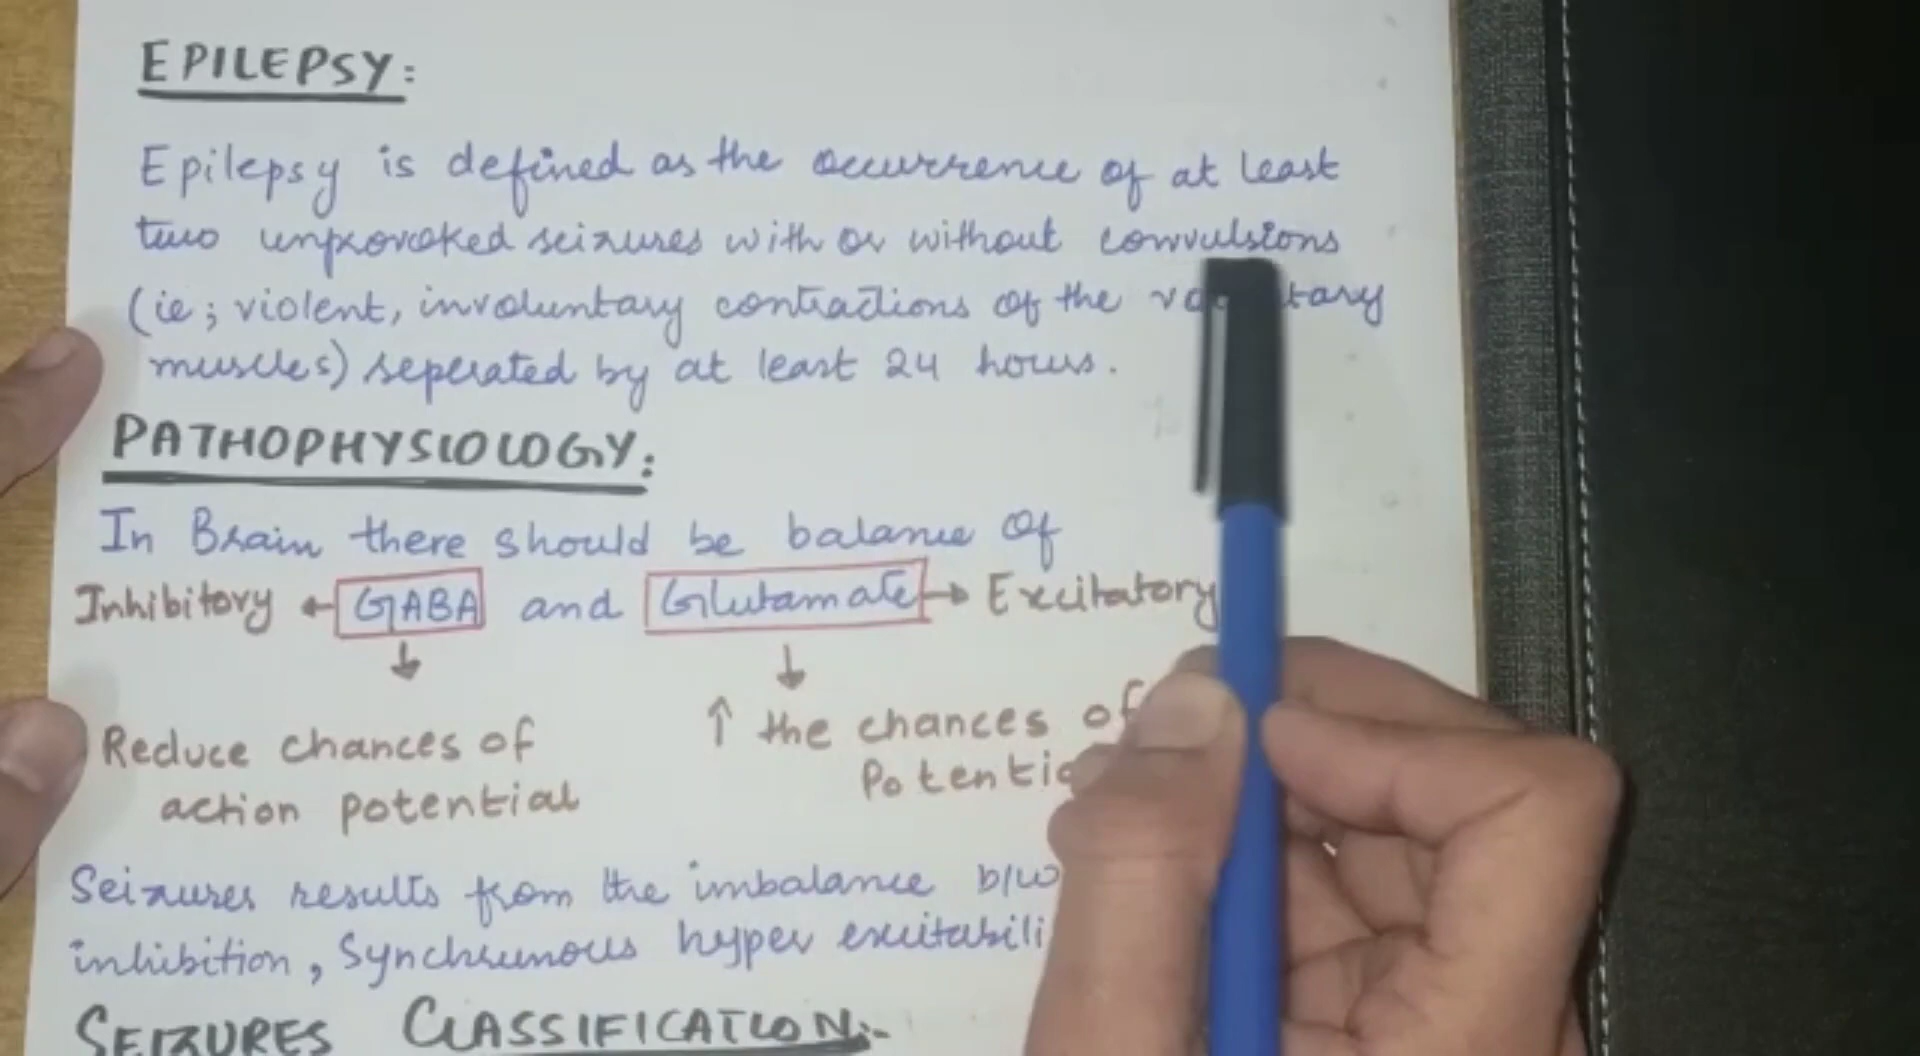 EPILEPSY:
Epilepsy is defined as the occurrence of at least
two unprovoked seizures with or without convulsions
(ie; violent, involuntary contractions of the
muscles) seperated by at least 24 hours.
PATHOPHYSIOLOGY:
In Brain there should be balance of
Inhibitory ← GABA and Glutamate → Excitatory
↓ ↓
Reduce chances of ↑ the chances of
action potential
Seizures results from the imbalance b/w
inhibition, Synchronous hyper
SEIZURES CLASSIFICATION:-